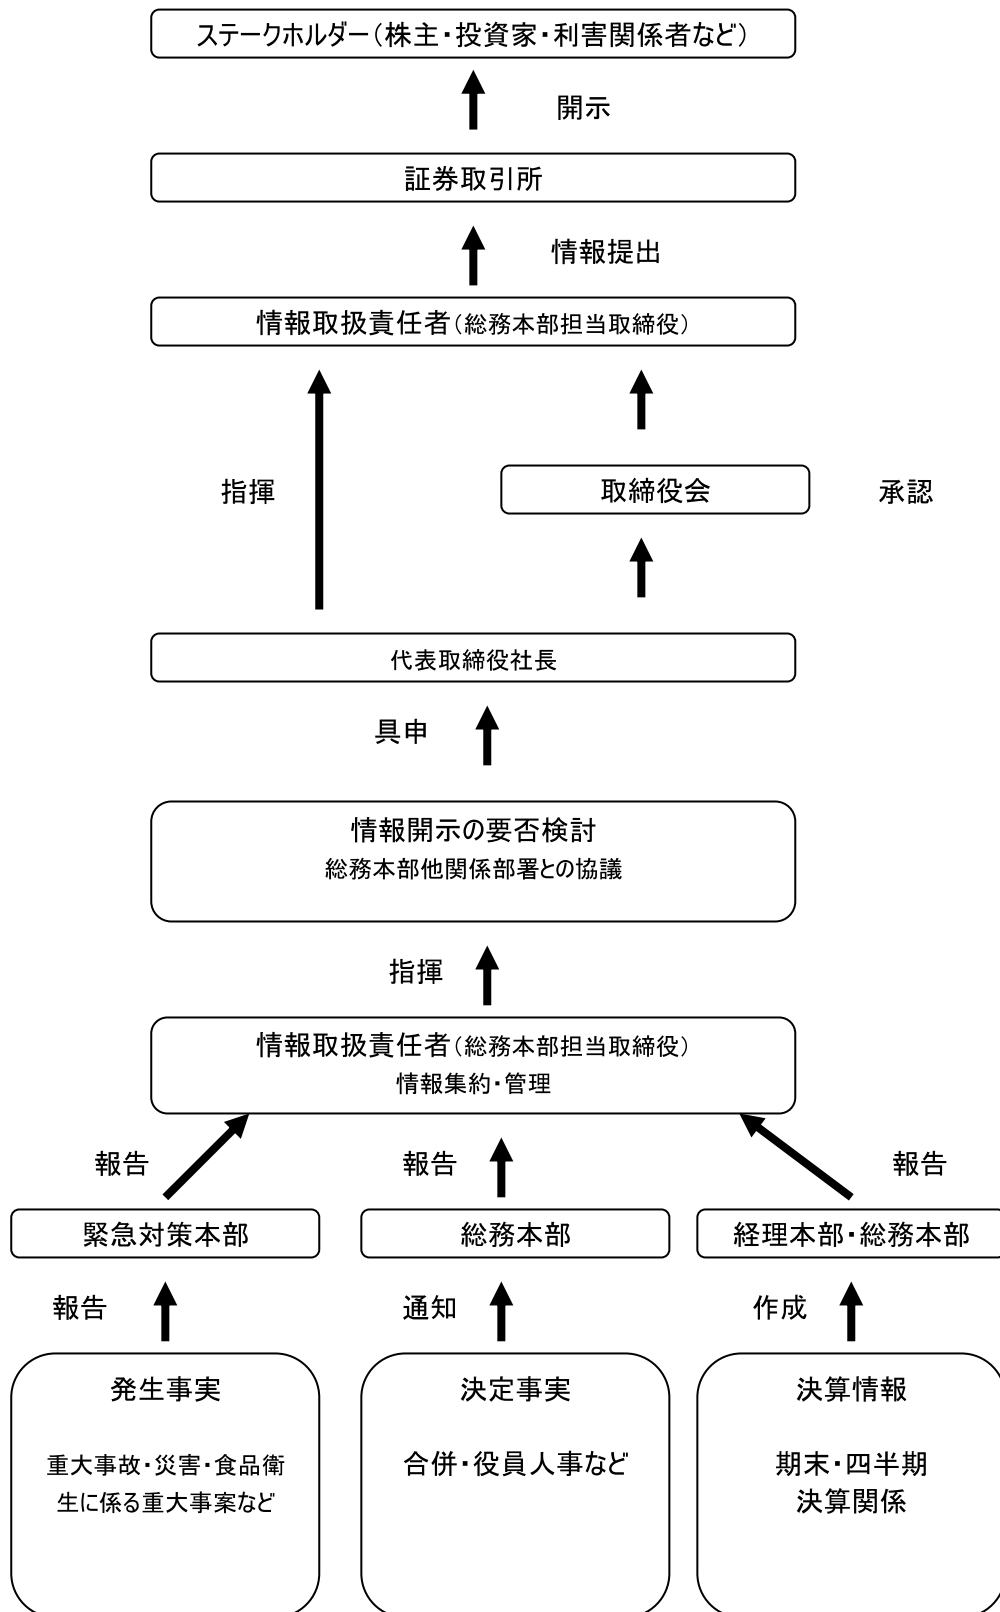 ステークホルダー（株主・投資家・利害関係者など）
開示
証券取引所
情報提出
情報取扱責任者（総務本部担当取締役）
指揮
取締役会
承認
代表取締役社長
具申
情報開示の要否検討
総務本部他関係部署との協議
指揮
情報取扱責任者（総務本部担当取締役）
情報集約・管理
報告
報告
報告
緊急対策本部
総務本部
経理本部・総務本部
報告
通知
作成
発生事実
重大事故・災害・食品衛
生に係る重大事案など
決定事実
合併・役員人事など
決算情報
期末・四半期
決算関係